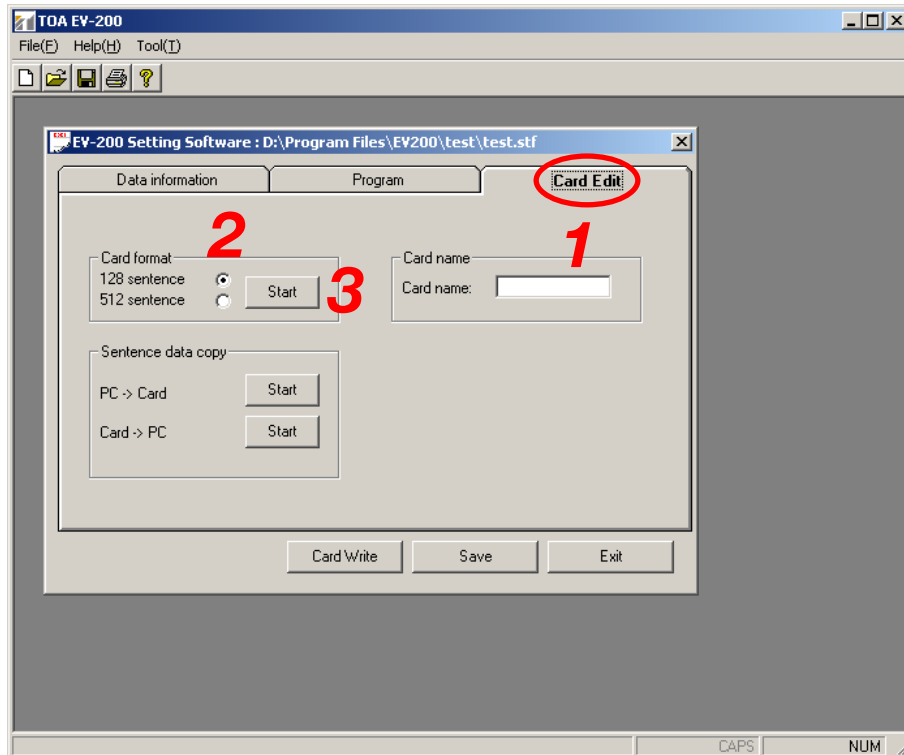 TOA EV-200
File(F) Help(H) Tool(T)
EV-200 Setting Software : D:\Program Files\EV200\test\test.stf
Data information Program Card Edit
2 1
Card format Card name
128 sentence
Start 3 Card name:
512 sentence
Sentence data copy
PC -> Card Start
Card -> PC Start
Card Write Save Exit
CAPS NUM